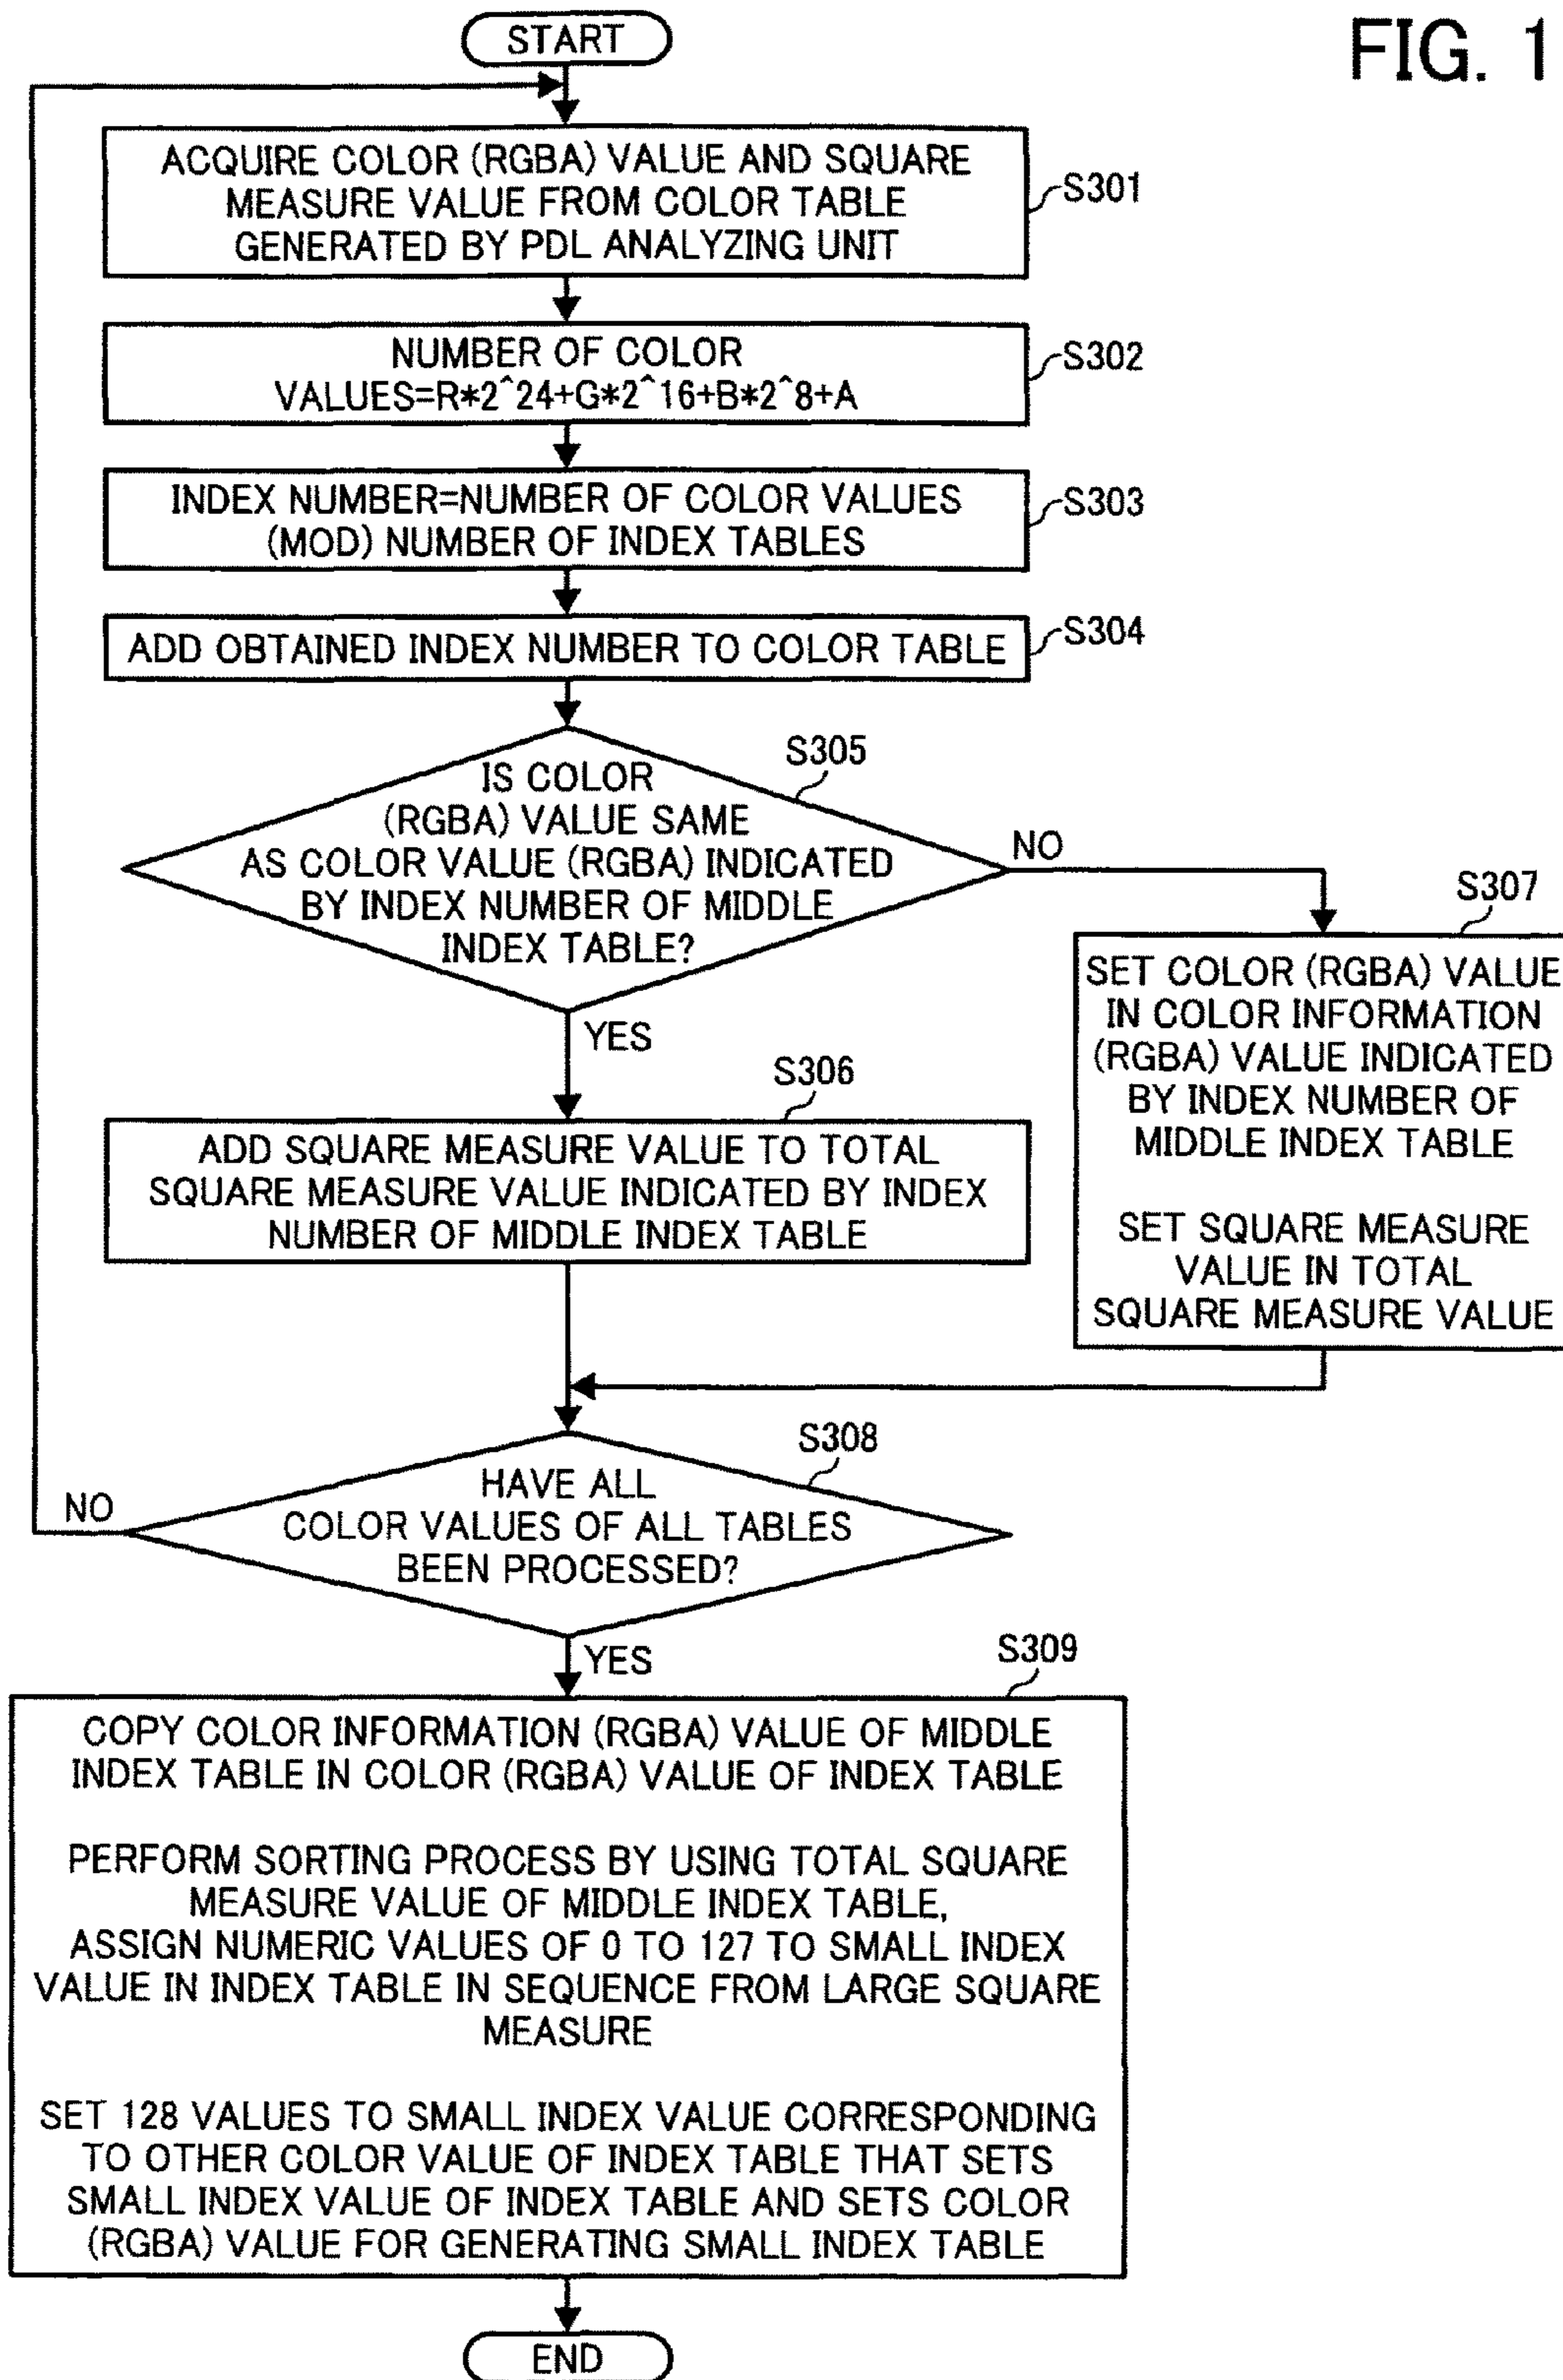 FIG. 1
START
ACQUIRE COLOR (RGBA) VALUE AND SQUARE
MEASURE VALUE FROM COLOR TABLE
GENERATED BY PDL ANALYZING UNIT
S301
NUMBER OF COLOR
VALUES=R*2^24+G*2^16+B*2^8+A
S302
INDEX NUMBER=NUMBER OF COLOR VALUES
(MOD) NUMBER OF INDEX TABLES
S303
ADD OBTAINED INDEX NUMBER TO COLOR TABLE
S304
S305
IS COLOR
(RGBA) VALUE SAME
AS COLOR VALUE (RGBA) INDICATED
BY INDEX NUMBER OF MIDDLE
INDEX TABLE?
NO
YES
S307
SET COLOR (RGBA) VALUE
IN COLOR INFORMATION
(RGBA) VALUE INDICATED
BY INDEX NUMBER OF
MIDDLE INDEX TABLE
SET SQUARE MEASURE
VALUE IN TOTAL
SQUARE MEASURE VALUE
S306
ADD SQUARE MEASURE VALUE TO TOTAL
SQUARE MEASURE VALUE INDICATED BY INDEX
NUMBER OF MIDDLE INDEX TABLE
S308
HAVE ALL
COLOR VALUES OF ALL TABLES
BEEN PROCESSED?
NO
YES
S309
COPY COLOR INFORMATION (RGBA) VALUE OF MIDDLE
INDEX TABLE IN COLOR (RGBA) VALUE OF INDEX TABLE
PERFORM SORTING PROCESS BY USING TOTAL SQUARE
MEASURE VALUE OF MIDDLE INDEX TABLE,
ASSIGN NUMERIC VALUES OF 0 TO 127 TO SMALL INDEX
VALUE IN INDEX TABLE IN SEQUENCE FROM LARGE SQUARE
MEASURE
SET 128 VALUES TO SMALL INDEX VALUE CORRESPONDING
TO OTHER COLOR VALUE OF INDEX TABLE THAT SETS
SMALL INDEX VALUE OF INDEX TABLE AND SETS COLOR
(RGBA) VALUE FOR GENERATING SMALL INDEX TABLE
END